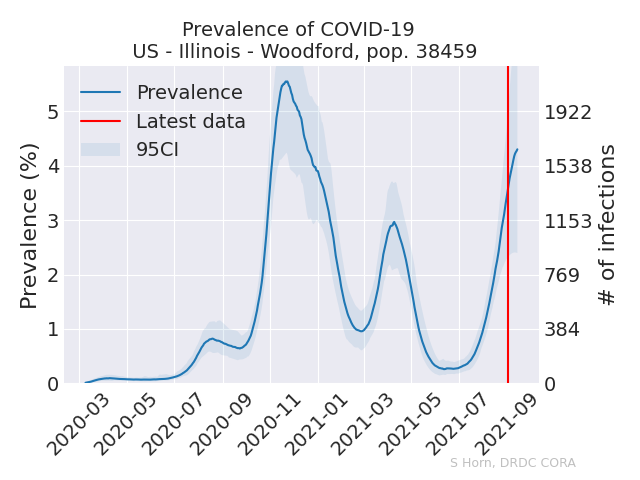 Prevalence of COVID-19
US - Illinois - Woodford, pop. 38459
Prevalence
Latest data
95CI
Prevalence (%)
5
4
3
2
1
0
1922
1538
1153
769
384
0
# of infections
2020-03
2020-05
2020-07
2020-09
2020-11
2021-01
2021-03
2021-05
2021-07
2021-09
S Horn, DRDC CORA